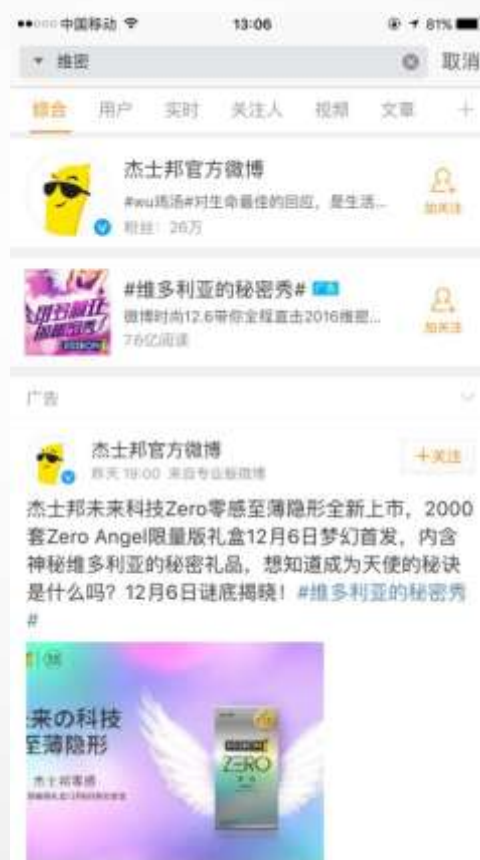 中国移动
13:06
81%
维密
取消
综合 用户 实时 关注人 视频 文章
杰士邦官方微博
#wu鸡汤#对生命最佳的回应，是生活...
粉丝：26万
加关注
#维多利亚的秘密秀# 广告
微博时尚12.6带你全程直击2016维密...
7.6亿阅读
加关注
广告
杰士邦官方微博
昨天 19:00 来自专业版微博
+关注
杰士邦未来科技Zero零感至薄隐形全新上市，2000
套Zero Angel限量版礼盒12月6日梦幻首发，内含
神秘维多利亚的秘密礼品，想知道成为天使的秘诀
是什么吗？12月6日谜底揭晓！#维多利亚的秘密秀
#
来の科技
至薄隐形
杰士邦零感
ZERO